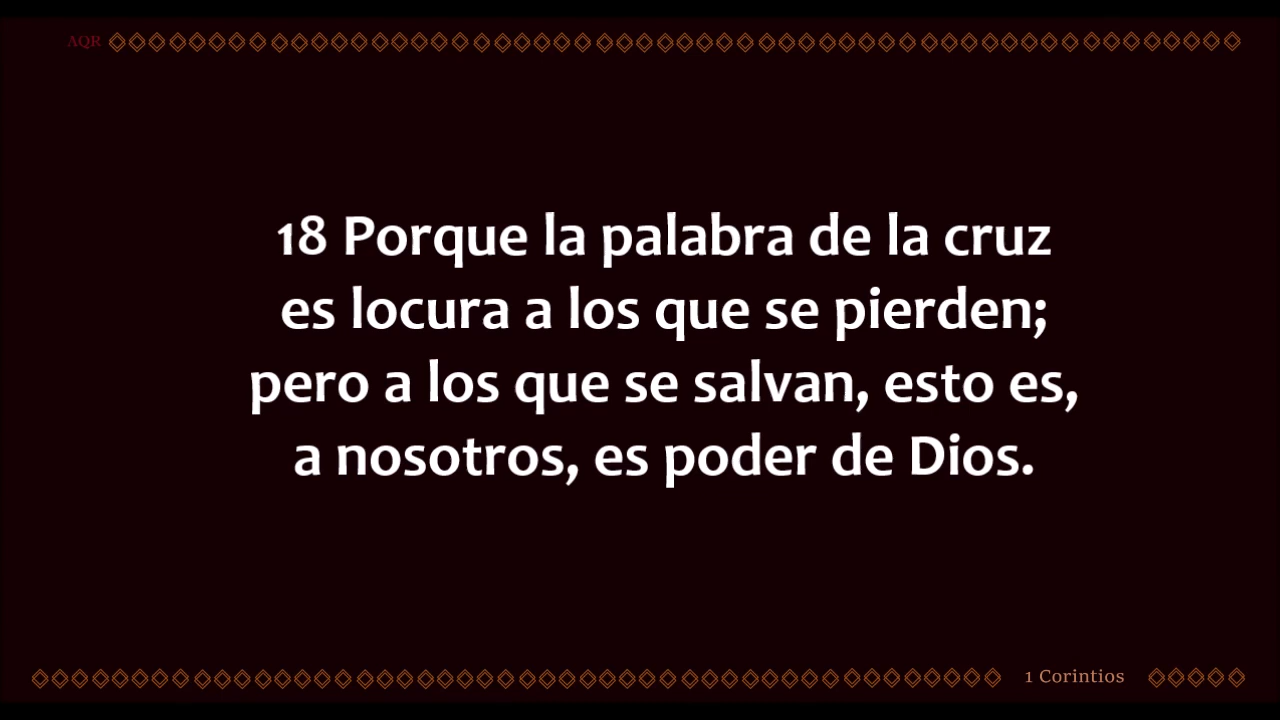 AQR
18 Porque la palabra de la cruz
es locura a los que se pierden;
pero a los que se salvan, esto es,
a nosotros, es poder de Dios.
1 Corintios